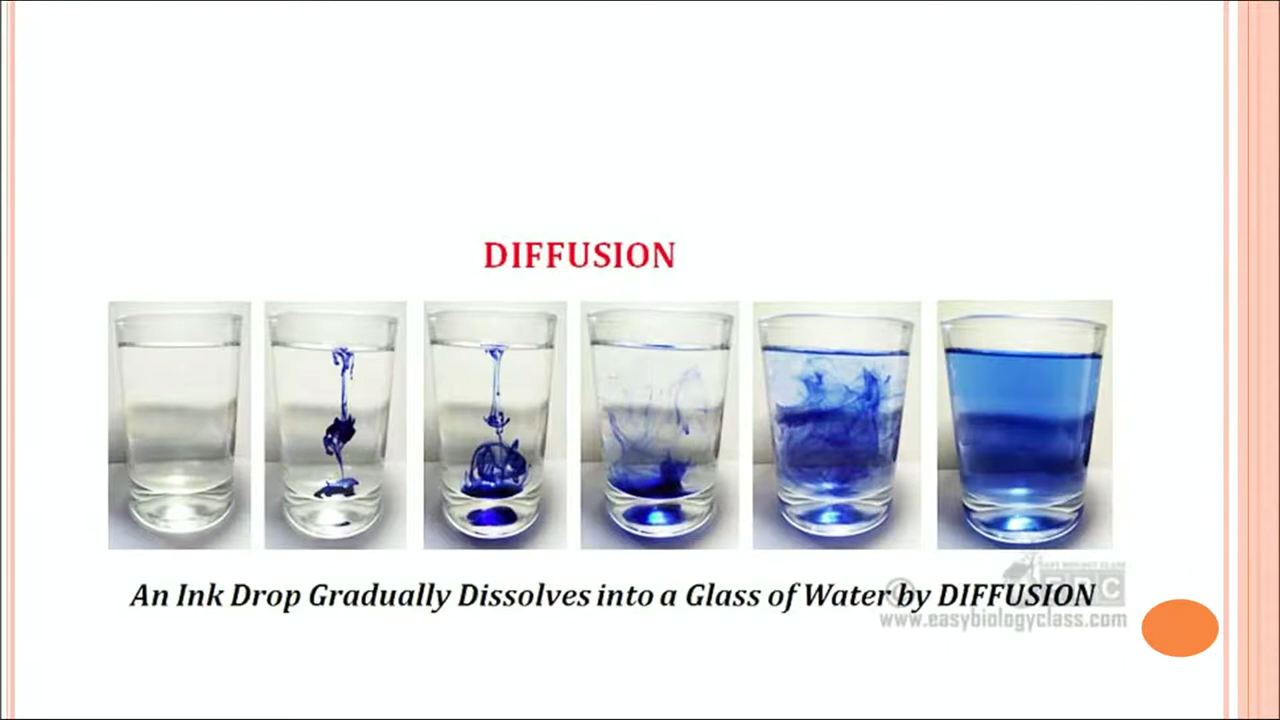 DIFFUSION
An Ink Drop Gradually Dissolves into a Glass of Water by DIFFUSION
www.easybiologyclass.com